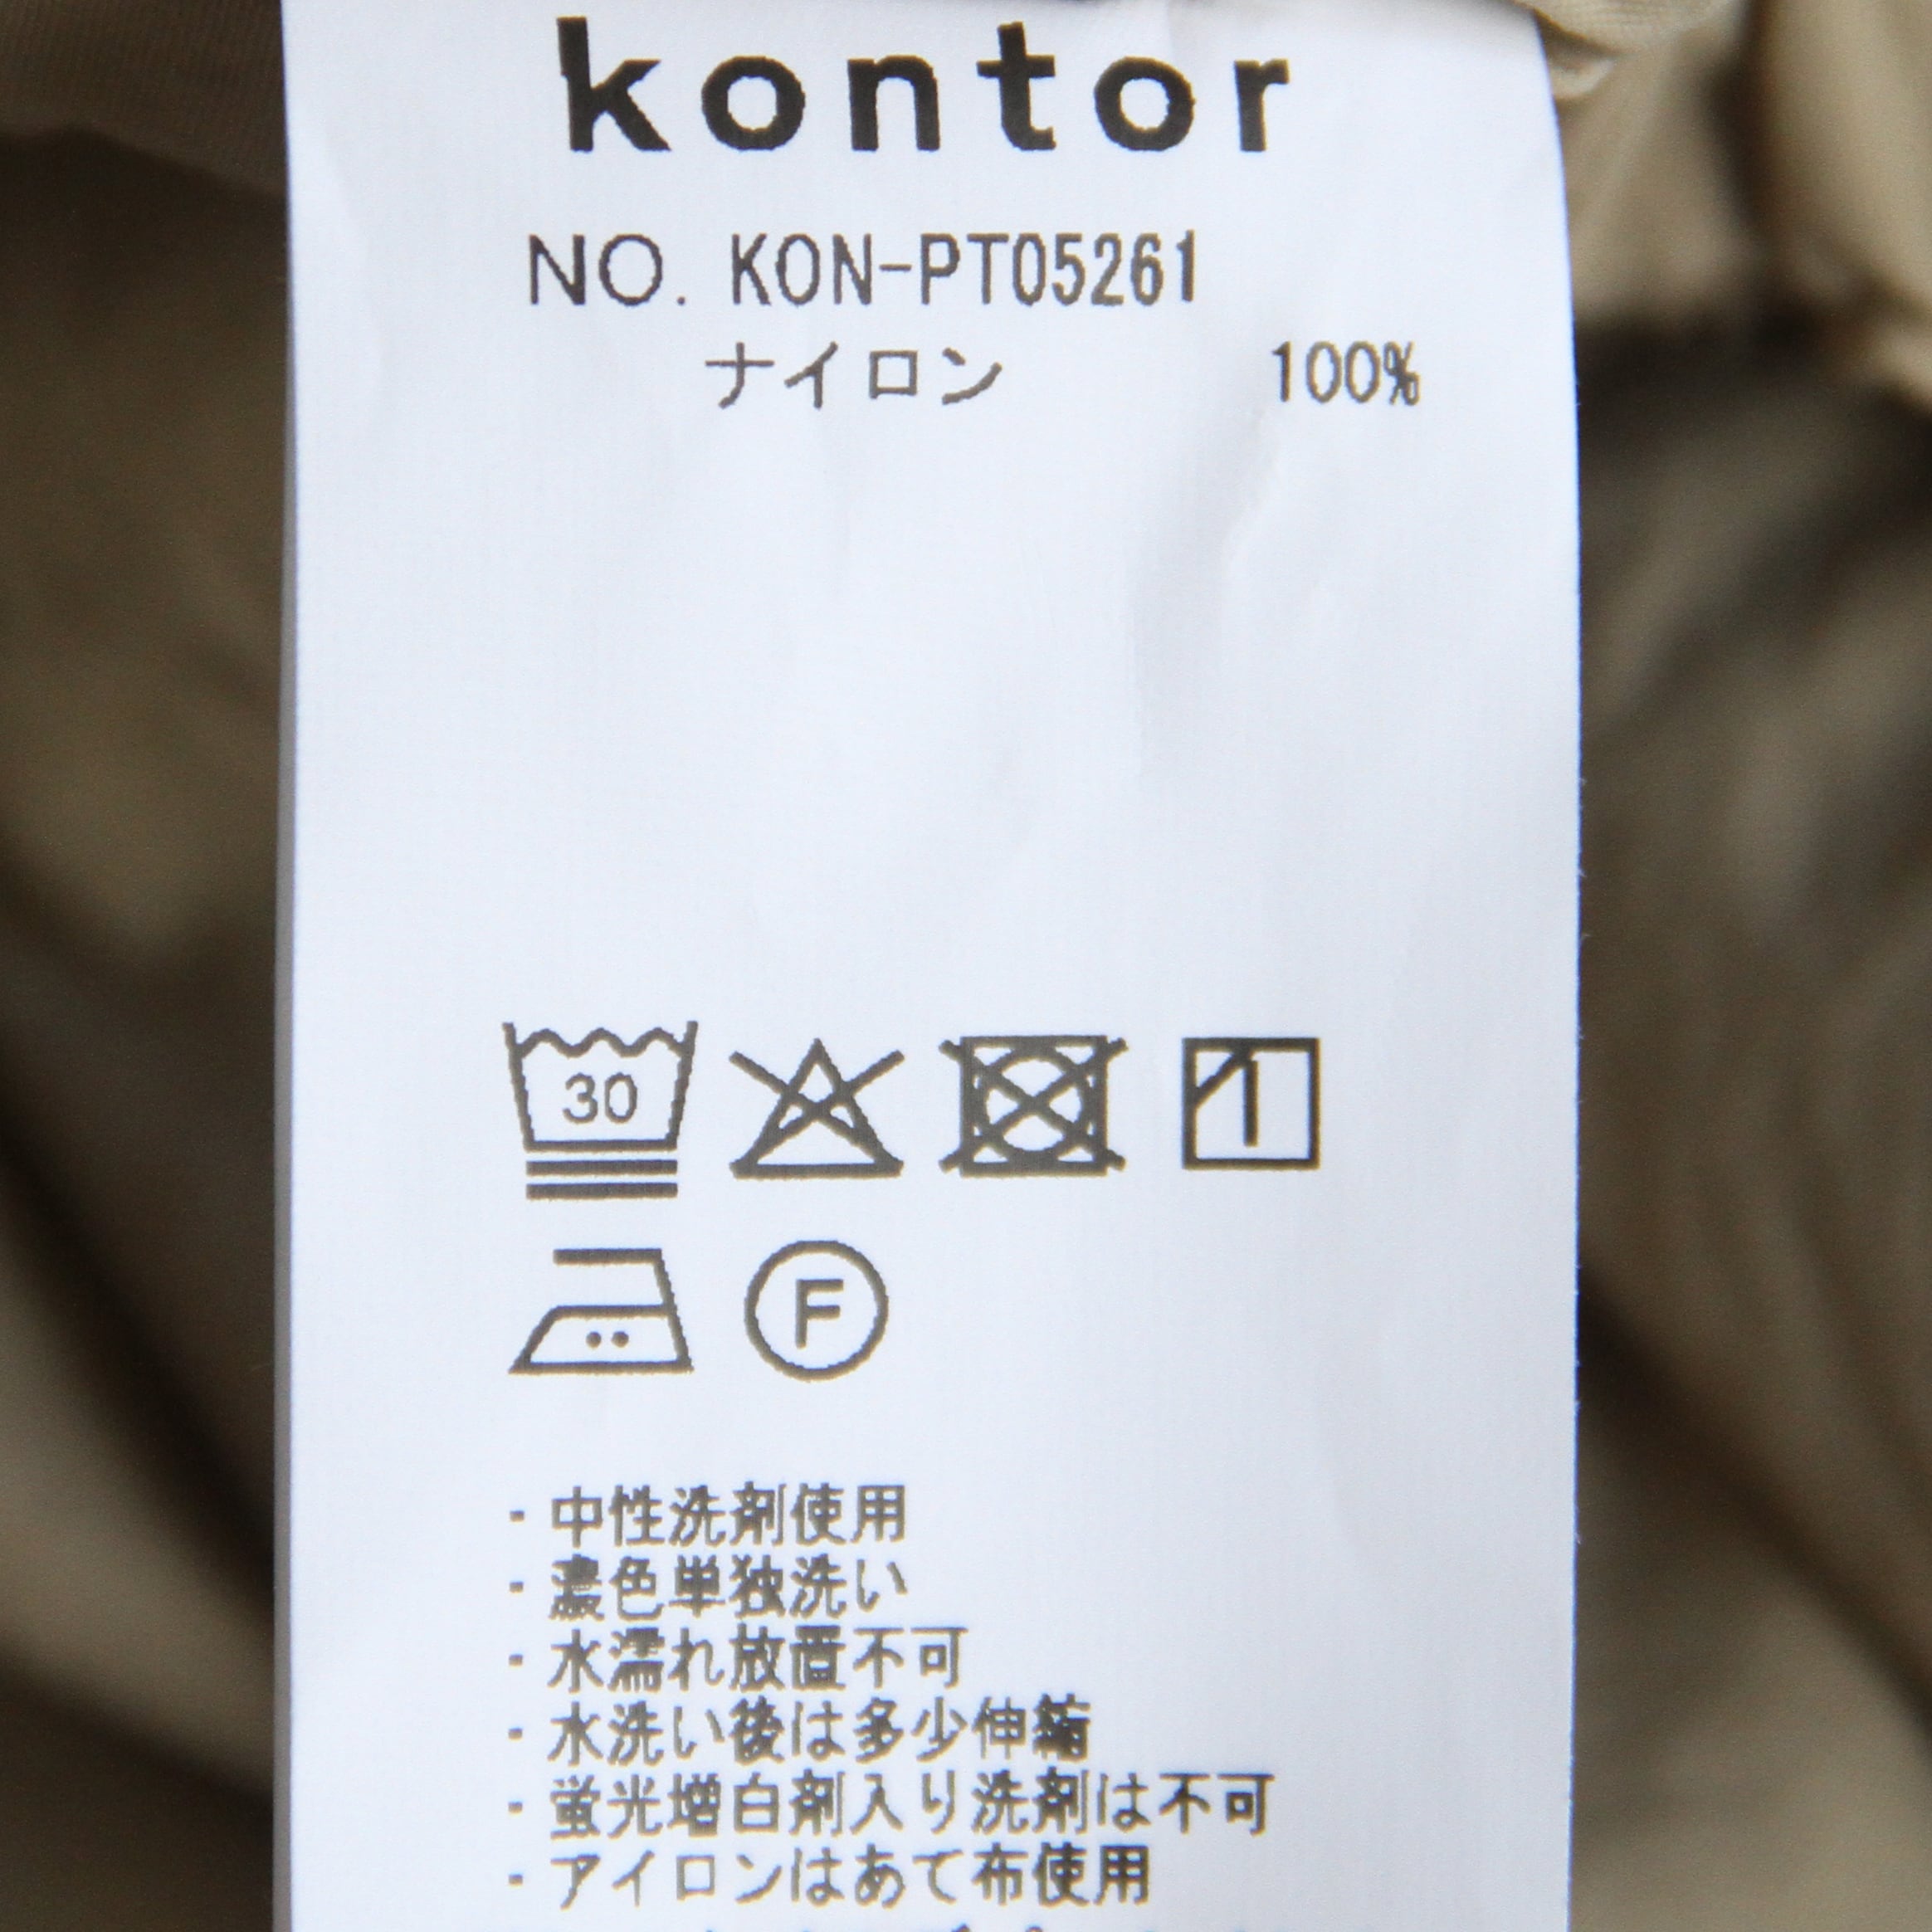 kontor
NO. KON-PT05261
ナイロン 100%
30
F
・中性洗剤使用
・濃色単独洗い
・水濡れ放置不可
・水洗い後は多少伸縮
・蛍光増白剤入り洗剤は不可
・アイロンはあて布使用